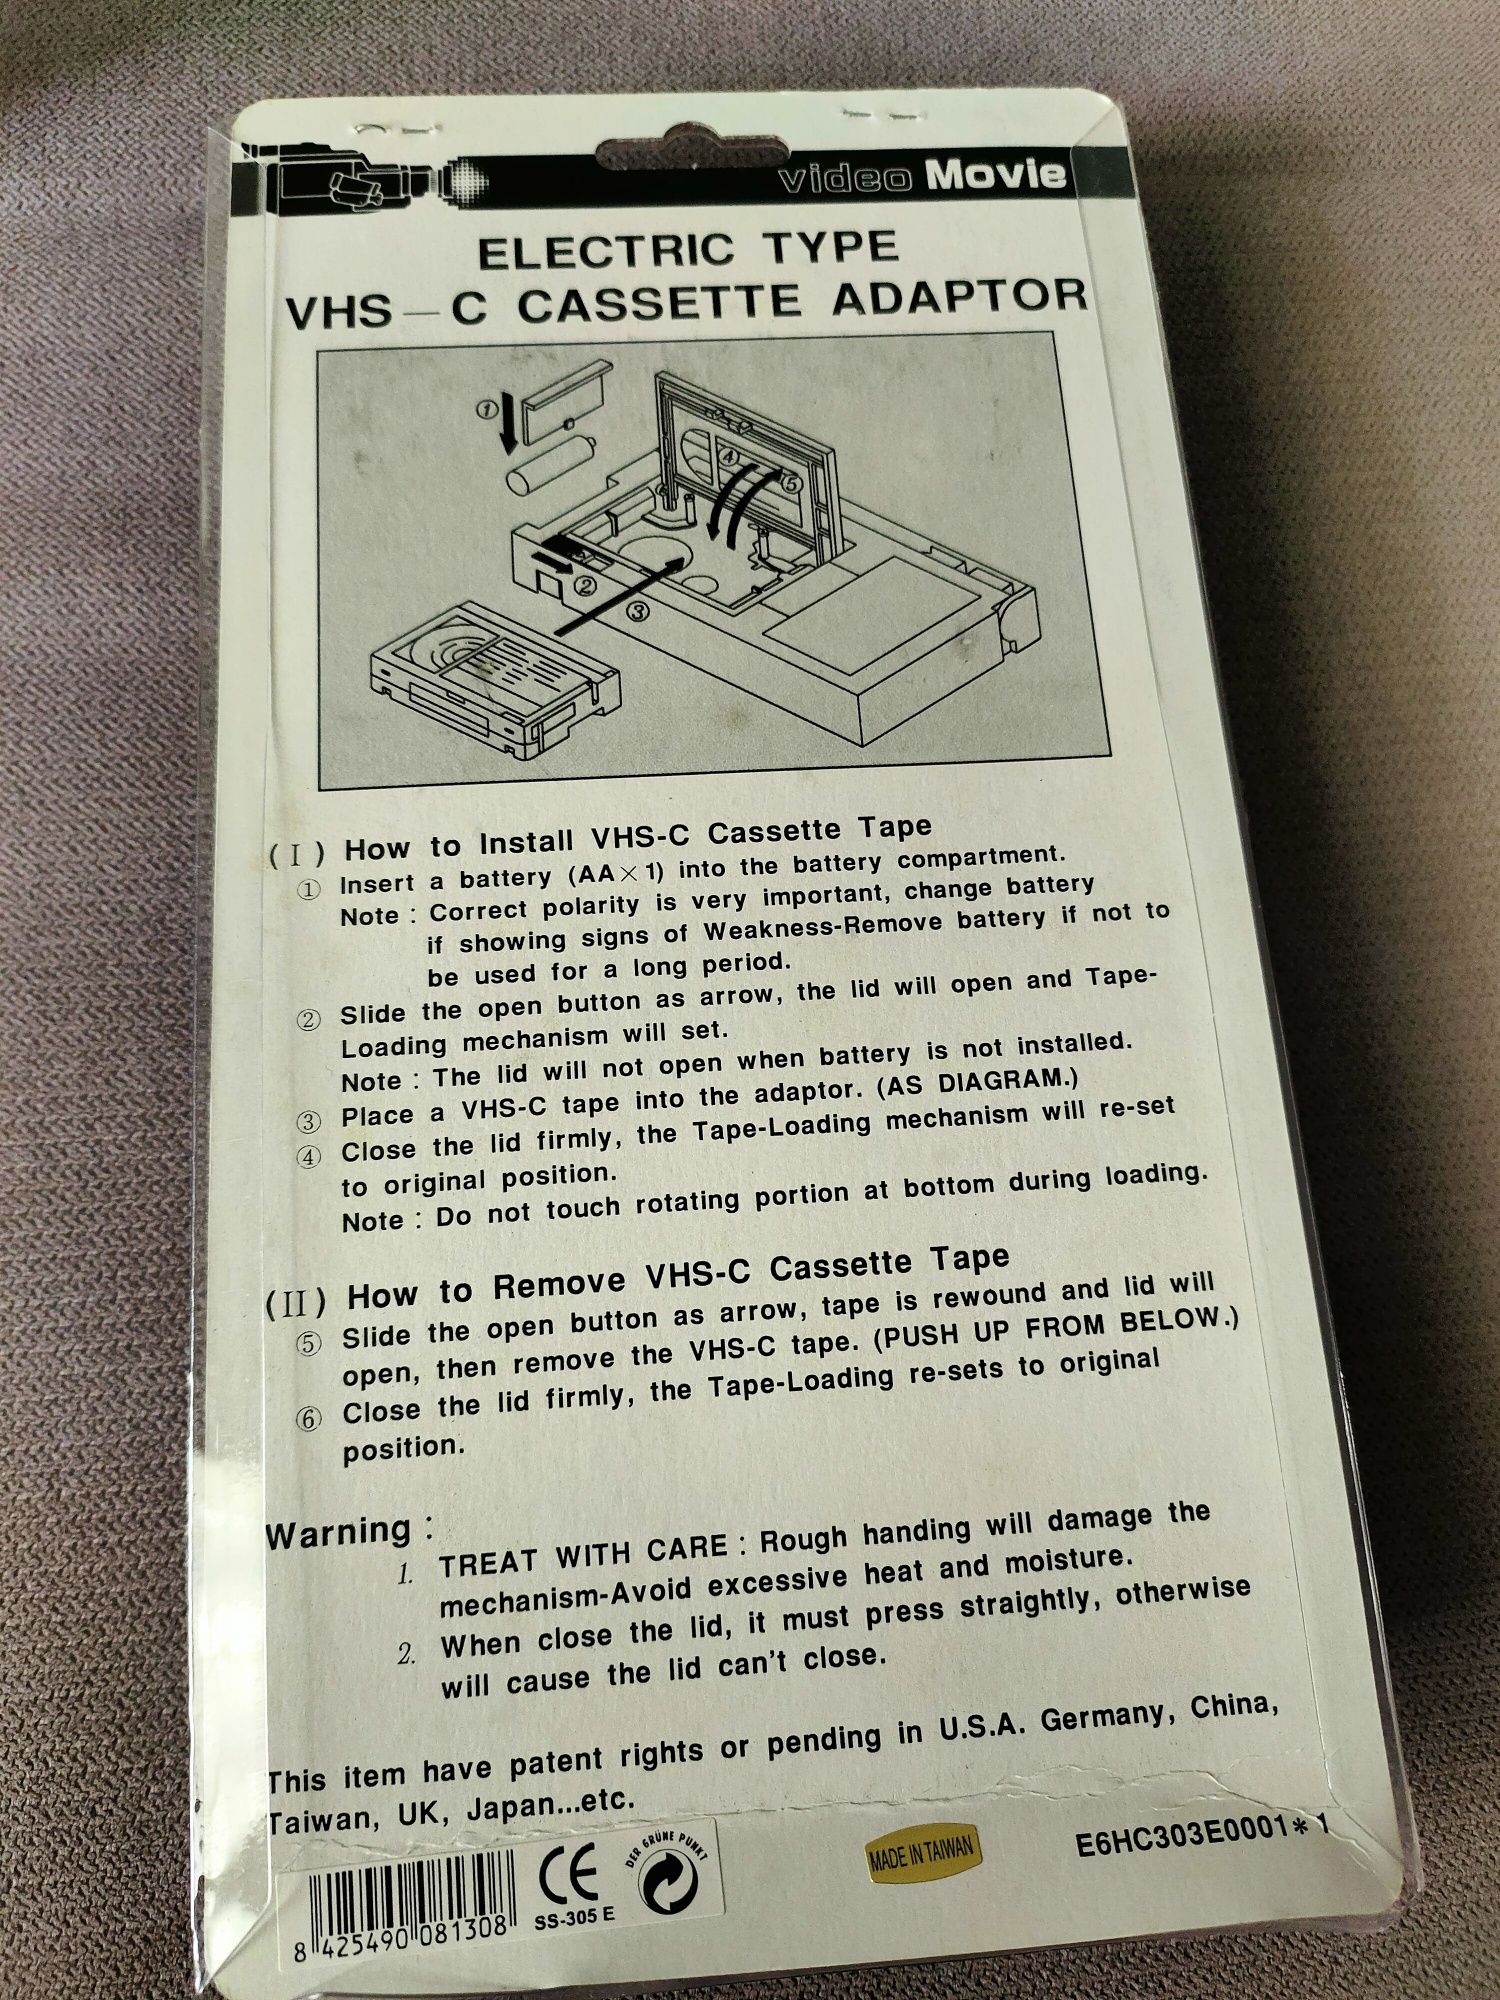 video Movie
ELECTRIC TYPE
VHS—C CASSETTE ADAPTOR
①
④
⑤
②
③
(I) How to Install VHS-C Cassette Tape
① Insert a battery (AA×1) into the battery compartment.
Note : Correct polarity is very important, change battery
if showing signs of Weakness-Remove battery if not to
be used for a long period.
② Slide the open button as arrow, the lid will open and Tape-
Loading mechanism will set.
Note : The lid will not open when battery is not installed.
③ Place a VHS-C tape into the adaptor. (AS DIAGRAM.)
④ Close the lid firmly, the Tape-Loading mechanism will re-set
to original position.
Note : Do not touch rotating portion at bottom during loading.
(II) How to Remove VHS-C Cassette Tape
⑤ Slide the open button as arrow, tape is rewound and lid will
open, then remove the VHS-C tape. (PUSH UP FROM BELOW.)
⑥ Close the lid firmly, the Tape-Loading re-sets to original
position.
Warning :
1. TREAT WITH CARE : Rough handing will damage the
mechanism-Avoid excessive heat and moisture.
2. When close the lid, it must press straightly, otherwise
will cause the lid can't close.
This item have patent rights or pending in U.S.A. Germany, China,
Taiwan, UK, Japan...etc.
8 425490 081308
CE
SS-305 E
DER GRÜNE PUNKT
MADE IN TAIWAN
E6HC303E0001*1